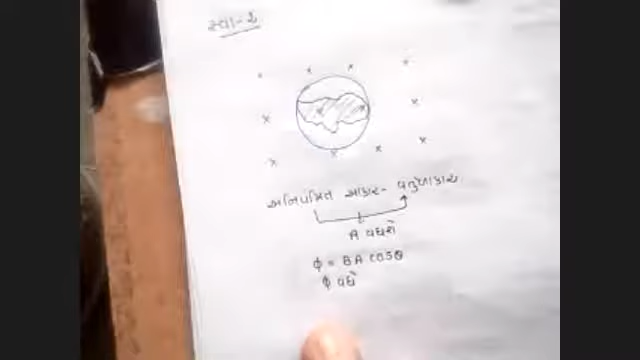 સ્વા-૨
અનિયમિત આકાર - વર્તુળાકાર
A વધશે
ϕ = BA cosθ
ϕ વધે